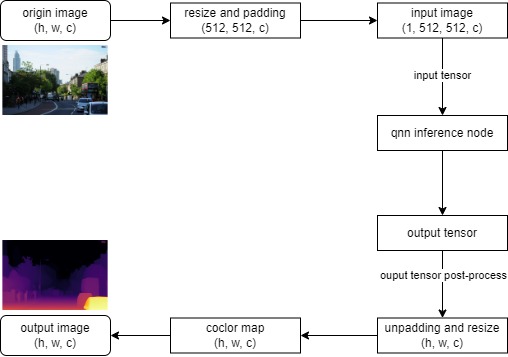 origin image
(h, w, c)
resize and padding
(512, 512, c)
input image
(1, 512, 512, c)
input tensor
qnn inference node
output tensor
ouput tensor post-process
unpadding and resize
(h, w, c)
coclor map
(h, w, c)
output image
(h, w, c)